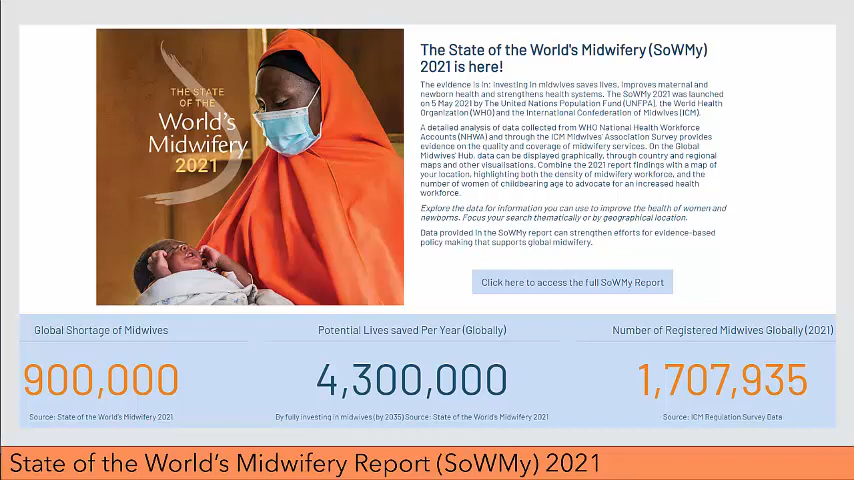 THE STATE
OF THE
World's
Midwifery
2021
The State of the World's Midwifery (SoWMy)
2021 is here!
The evidence is in: investing in midwives saves lives, improves maternal and
newborn health and strengthens health systems. The SoWMy 2021 was launched
on 5 May 2021 by The United Nations Population Fund (UNFPA), the World Health
Organization (WHO) and the International Confederation of Midwives (ICM).
A detailed analysis of data collected from WHO National Health Workforce
Accounts (NHWA) and through the ICM Midwives' Association Survey provides
evidence on the quality and coverage of midwifery services. On the Global
Midwives' Hub, data can be displayed graphically, through country and regional
maps and other visualisations. Combine the 2021 report findings with a map of
your location, highlighting both the density of midwifery workforce, and the
number of women of childbearing age to advocate for an increased health
workforce.
Explore the data for information you can use to improve the health of women and
newborns. Focus your search thematically or by geographical location.
Data provided in the SoWMy report can strengthen efforts for evidence-based
policy making that supports global midwifery.
Click here to access the full SoWMy Report
Global Shortage of Midwives
900,000
Source: State of the World's Midwifery 2021
Potential Lives saved Per Year (Globally)
4,300,000
By fully investing in midwives (by 2035) Source: State of the World's Midwifery 2021
Number of Registered Midwives Globally (2021)
1,707,935
Source: ICM Regulation Survey Data
State of the World's Midwifery Report (SoWMy) 2021